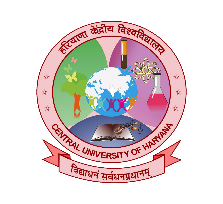 हरियाणा केंद्रीय विश्वविद्यालय
CENTRAL UNIVERSITY OF HARYANA
विद्याधनं सर्वधनप्रधानम्